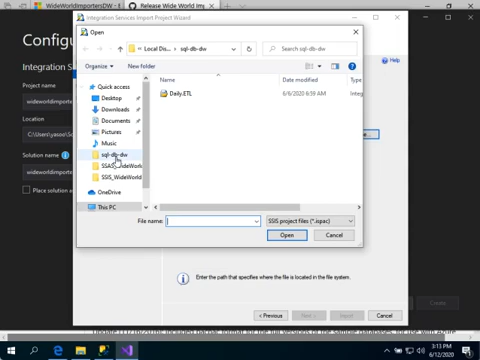 WideWorldImportersDW -
Release Wide World Im
Integration Services Import Project Wizard
Open
Local Dis... › sql-db-dw
Search sql-db-dw
Organize
New folder
Help
Quick access
Desktop
Downloads
Documents
Pictures
Music
sql-db-dw
SSIS_WideWorld
OneDrive
This PC
Name
Date modified
Type
Daily.ETL
6/6/2020 6:59 AM
Integ
File name:
SSIS project files (*.ispac)
Open
Cancel
Integration S
Project name
wideworldimporte
Location
C:\Users\yasoo\S
Solution name
wideworldimporte
Place solution a
Enter the path that specifies where the file is located in the file system.
< Previous
Next >
Import
Cancel
Create
3:13 PM
6/12/2020